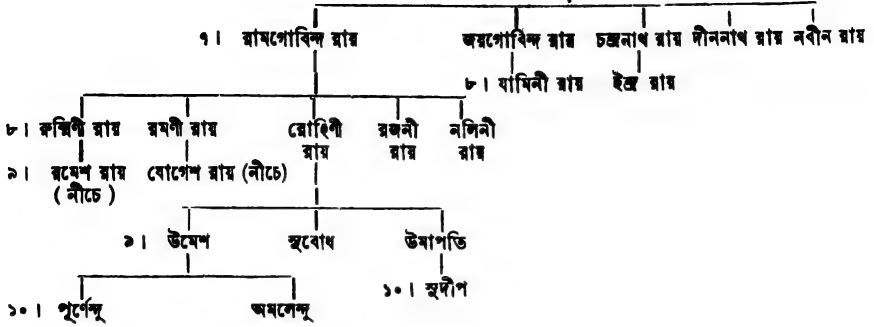 ৭। রামগোবিন্দ রায় জয়গোবিন্দ রায় চন্দ্রনাথ রায় দীননাথ রায় নবীন রায়
৮। যামিনী রায় ইন্দ্র রায়
৮। রুক্মিণী রায় রমণী রায় রোহিণী রায় রজনী রায় নলিনী রায়
৯। রমেশ রায় (নীচে) যোগেশ রায় (নীচে)
৯। উমেশ সুবোধ উমাপতি
১০। সুদীপ
১০। পূর্ণেন্দু অমলেন্দু